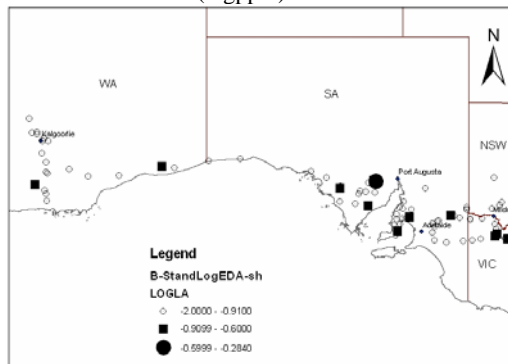 N
WA
SA
Kalgoorlie
NSW
Port Augusta
Adelaide
VIC
Legend
B-StandLogEDA-sh
LOGLA
-2.0000 - -0.9100
-0.9099 - -0.6000
-0.5999 - -0.2840